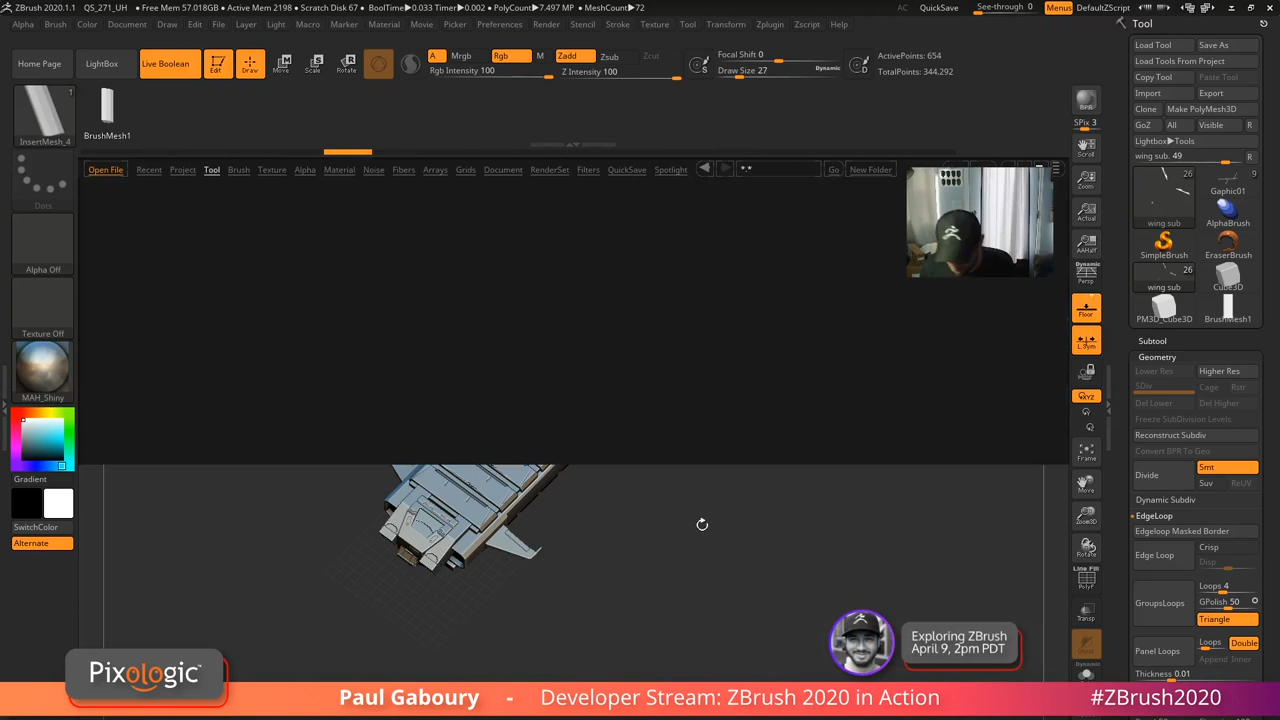 ZBrush 2020.1.1 QS_271_UH • Free Mem 57.018GB • Active Mem 2198 • Scratch Disk 67 • BoolTime▶0.033 Timer▶0.002 • PolyCount▶7.497 MP • MeshCount▶72
AC QuickSave See-through 0 Menus DefaultZScript
Alpha Brush Color Document Draw Edit File Layer Light Macro Marker Material Movie Picker Preferences Render Stencil Stroke Texture Tool Transform Zplugin Zscript Help
Home Page LightBox Live Boolean Edit Draw Move Scale Rotate
A Mrgb Rgb M Zadd Zsub Zcut
Rgb Intensity 100 Z Intensity 100
Focal Shift 0
Draw Size 27 Dynamic
S D
ActivePoints: 654
TotalPoints: 344.292
1
InsertMesh_4
BrushMesh1
Dots
Alpha Off
Texture Off
MAH_Shiny
Gradient
SwitchColor
Alternate
Open File Recent Project Tool Brush Texture Alpha Material Noise Fibers Arrays Grids Document RenderSet Filters QuickSave Spotlight *.* Go New Folder
BPR
SPix 3
Scroll
Zoom
Actual
AAHalf
Dynamic
Persp
Floor
L.Sym
XYZ
Frame
Move
Zoom3D
Rotate
Line Fill
PolyF
Transp
Ghost
Dynamic
Tool
Load Tool Save As
Load Tools From Project
Copy Tool Paste Tool
Import Export
Clone Make PolyMesh3D
GoZ All Visible R
Lightbox▶Tools
wing sub. 49 R
26 9
wing sub Gaphic01
AlphaBrush
SimpleBrush EraserBrush
26
wing sub Cube3D
PM3D_Cube3D BrushMesh1
Subtool
Geometry
Lower Res Higher Res
SDiv Cage Rstr
Del Lower Del Higher
Freeze SubDivision Levels
Reconstruct Subdiv
Convert BPR To Geo
Divide Smt
Suv ReUV
Dynamic Subdiv
EdgeLoop
Edgeloop Masked Border
Edge Loop Crisp
Disp
GroupsLoops Loops 4
GPolish 50
Triangle
Panel Loops Loops Double
Append Inner
Thickness 0.01
Pixologic™
Exploring ZBrush
April 9, 2pm PDT
Paul Gaboury - Developer Stream: ZBrush 2020 in Action #ZBrush2020